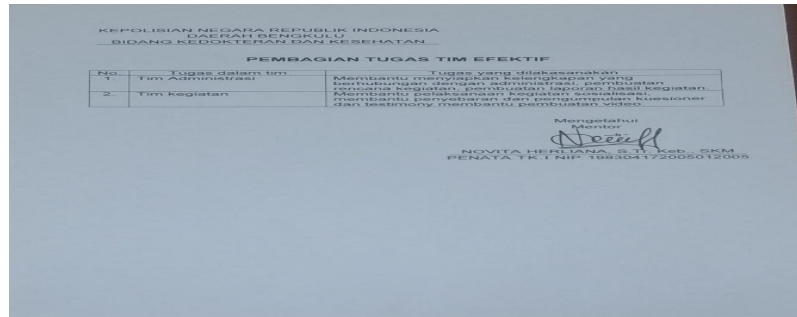 KEPOLISIAN NEGARA REPUBLIK INDONESIA
DAERAH BENGKULU
BIDANG KEDOKTERAN DAN KESEHATAN
PEMBAGIAN TUGAS TIM EFEKTIF
No. Tugas dalam tim Tugas yang dilakasanakan
1. Tim Administrasi Membantu menyiapkan kelengkapan yang
berhubungan dengan administrasi, pembuatan
rencana kegiatan, pembuatan laporan hasil kegiatan.
2. Tim kegiatan Membantu pelaksanaan kegiatan sosialisasi,
membantu penyebaran dan pengumpulan kuesioner
dan testimony membantu pembuatan video
Mengetahui
Mentor
NOVITA HERLIANA, S.Tr. Keb., SKM
PENATA TK.I NIP 198304172005012005